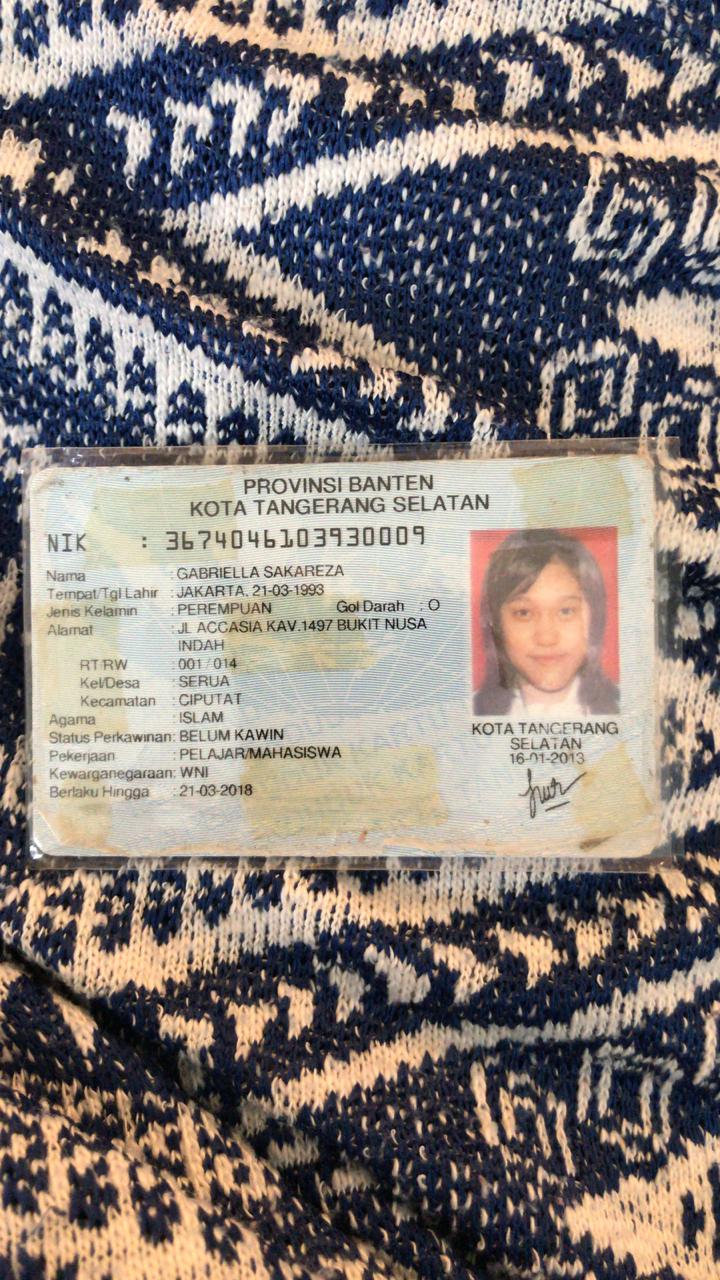 PROVINSI BANTEN
KOTA TANGERANG SELATAN
NIK : 3674046103930009
Nama : GABRIELLA SAKAREZA
Tempat/Tgl Lahir : JAKARTA, 21-03-1993
Jenis Kelamin : PEREMPUAN Gol Darah : O
Alamat : JL ACCASIA KAV.1497 BUKIT NUSA
INDAH
RT/RW : 001 / 014
Kel/Desa : SERUA
Kecamatan : CIPUTAT
Agama : ISLAM
Status Perkawinan: BELUM KAWIN
Pekerjaan : PELAJAR/MAHASISWA
Kewarganegaraan: WNI
Berlaku Hingga : 21-03-2018
KOTA TANGERANG
SELATAN
16-01-2013